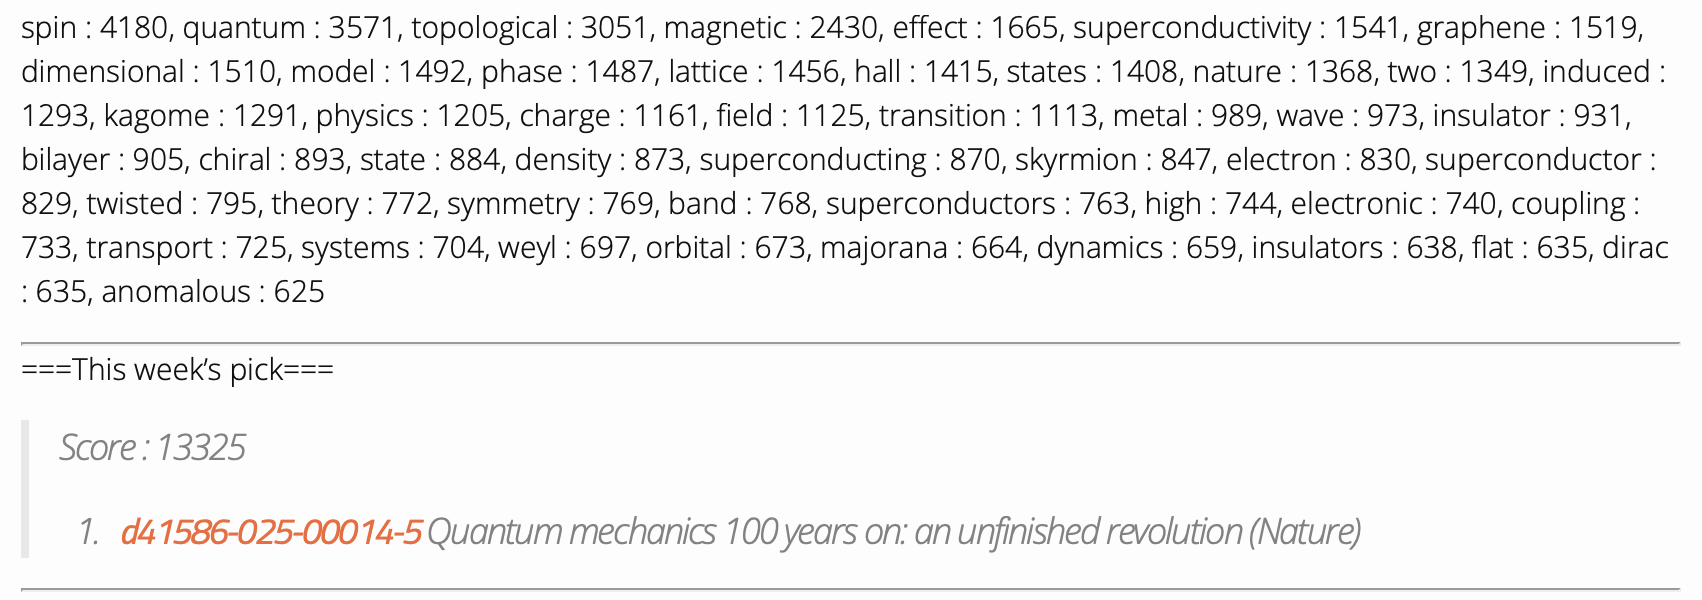 spin : 4180, quantum : 3571, topological : 3051, magnetic : 2430, effect : 1665, superconductivity : 1541, graphene : 1519,
dimensional : 1510, model : 1492, phase : 1487, lattice : 1456, hall : 1415, states : 1408, nature : 1368, two : 1349, induced :
1293, kagome : 1291, physics : 1205, charge : 1161, field : 1125, transition : 1113, metal : 989, wave : 973, insulator : 931,
bilayer : 905, chiral : 893, state : 884, density : 873, superconducting : 870, skyrmion : 847, electron : 830, superconductor :
829, twisted : 795, theory : 772, symmetry : 769, band : 768, superconductors : 763, high : 744, electronic : 740, coupling :
733, transport : 725, systems : 704, weyl : 697, orbital : 673, majorana : 664, dynamics : 659, insulators : 638, flat : 635, dirac
: 635, anomalous : 625
===This week’s pick===
Score : 13325
1. d41586-025-00014-5 Quantum mechanics 100 years on: an unfinished revolution (Nature)